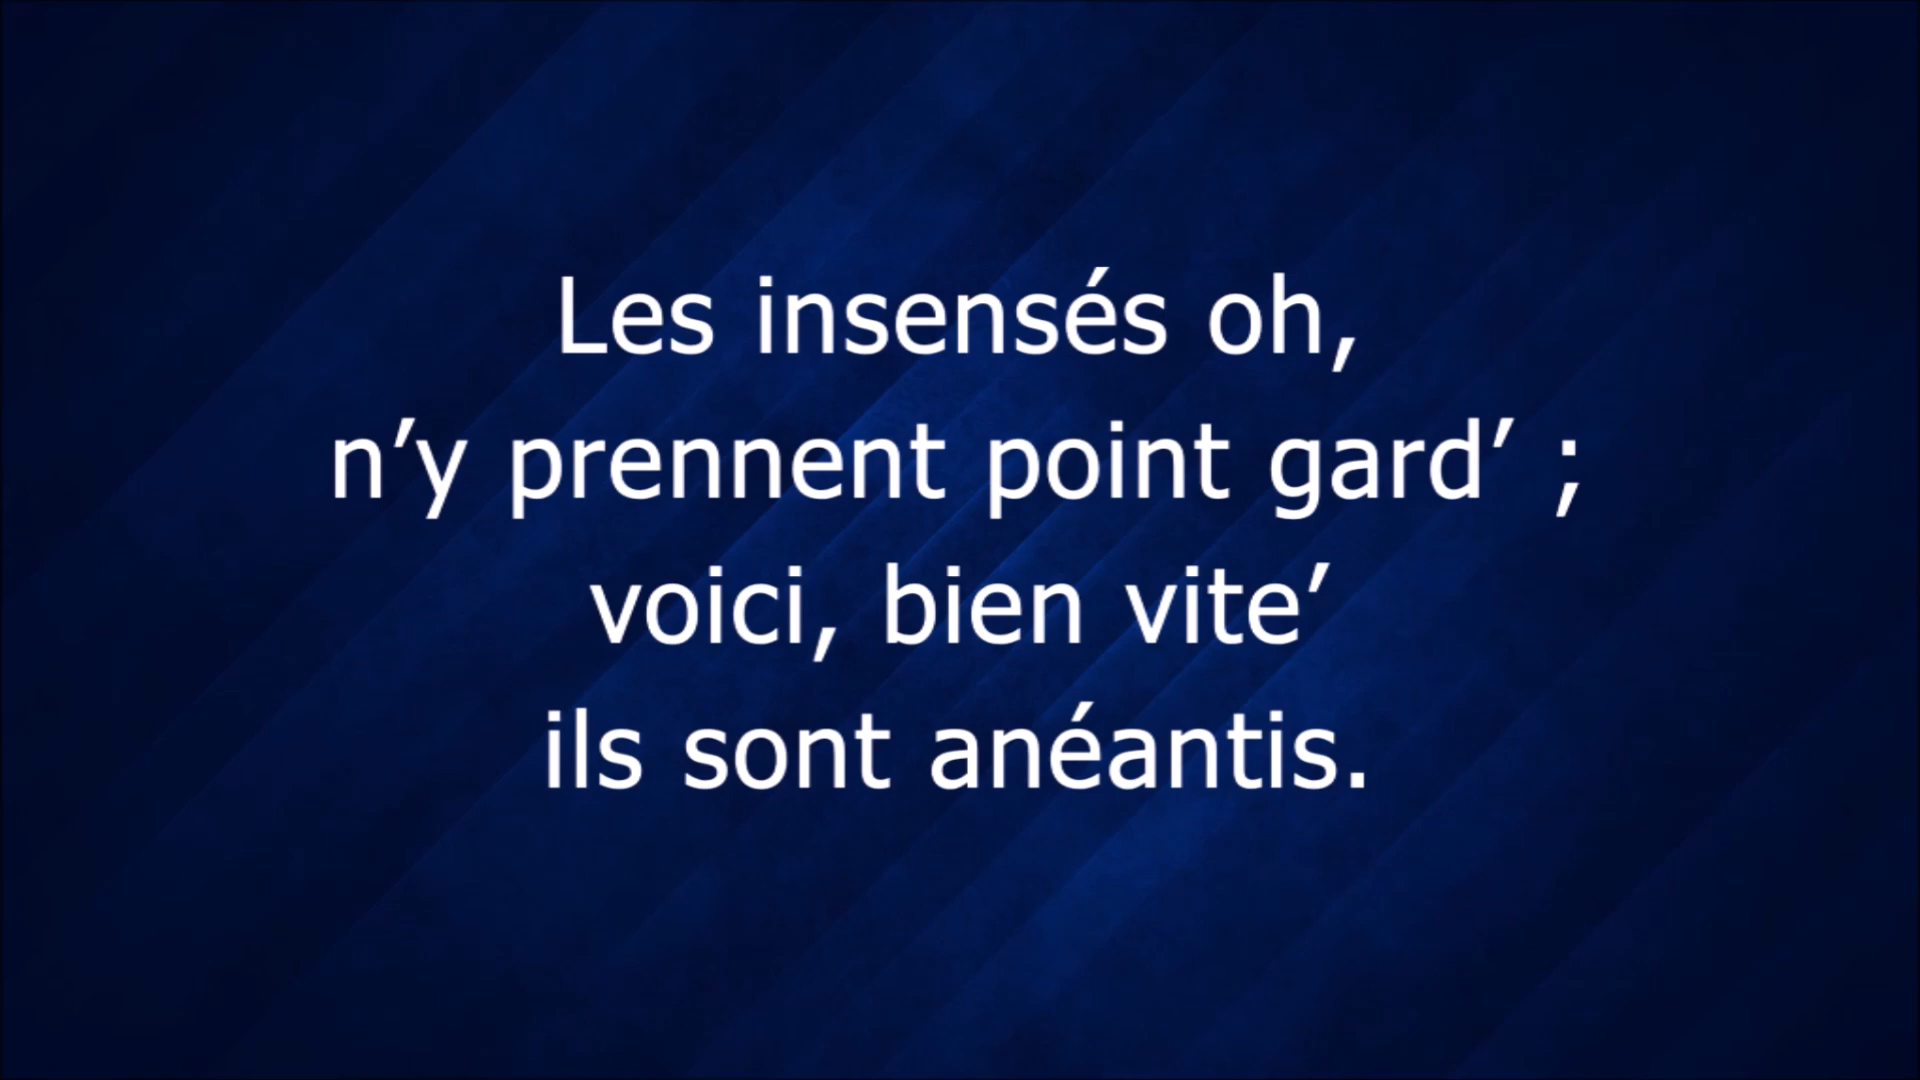 Les insensés oh,
n’y prennent point gard’ ;
voici, bien vite’
ils sont anéantis.